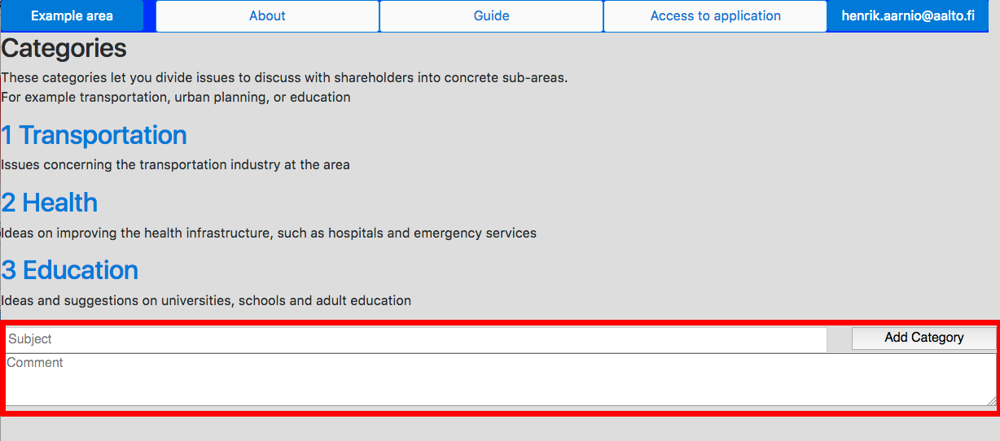 Example area About Guide Access to application henrik.aarnio@aalto.fi
Categories
These categories let you divide issues to discuss with shareholders into concrete sub-areas.
For example transportation, urban planning, or education
1 Transportation
Issues concerning the transportation industry at the area
2 Health
Ideas on improving the health infrastructure, such as hospitals and emergency services
3 Education
Ideas and suggestions on universities, schools and adult education
Subject Add Category
Comment